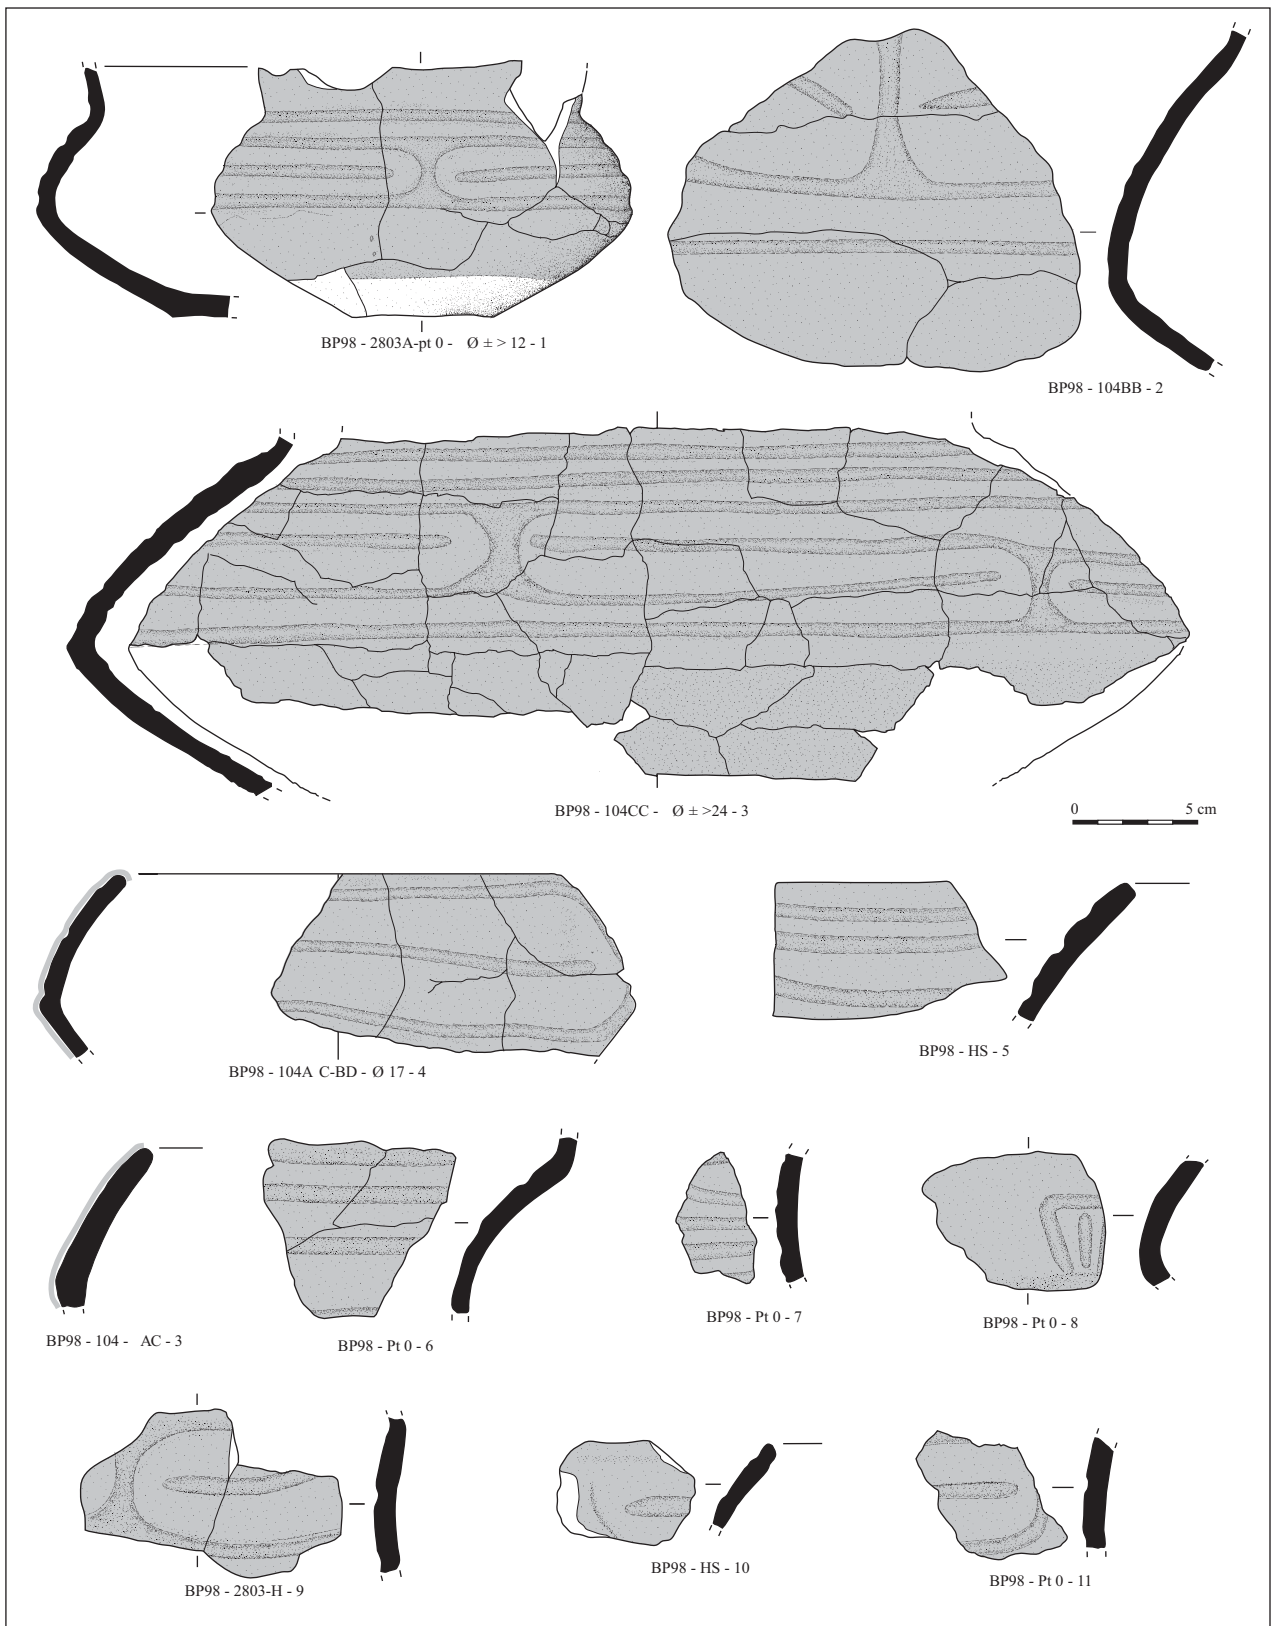 BP98 - 2803A-pt 0 - Ø ± > 12 - 1
BP98 - 104BB - 2
BP98 - 104CC - Ø ± >24 - 3
0 5 cm
BP98 - 104A C-BD - Ø 17 - 4
BP98 - HS - 5
BP98 - 104 - AC - 3
BP98 - Pt 0 - 6
BP98 - Pt 0 - 7
BP98 - Pt 0 - 8
BP98 - 2803-H - 9
BP98 - HS - 10
BP98 - Pt 0 - 11